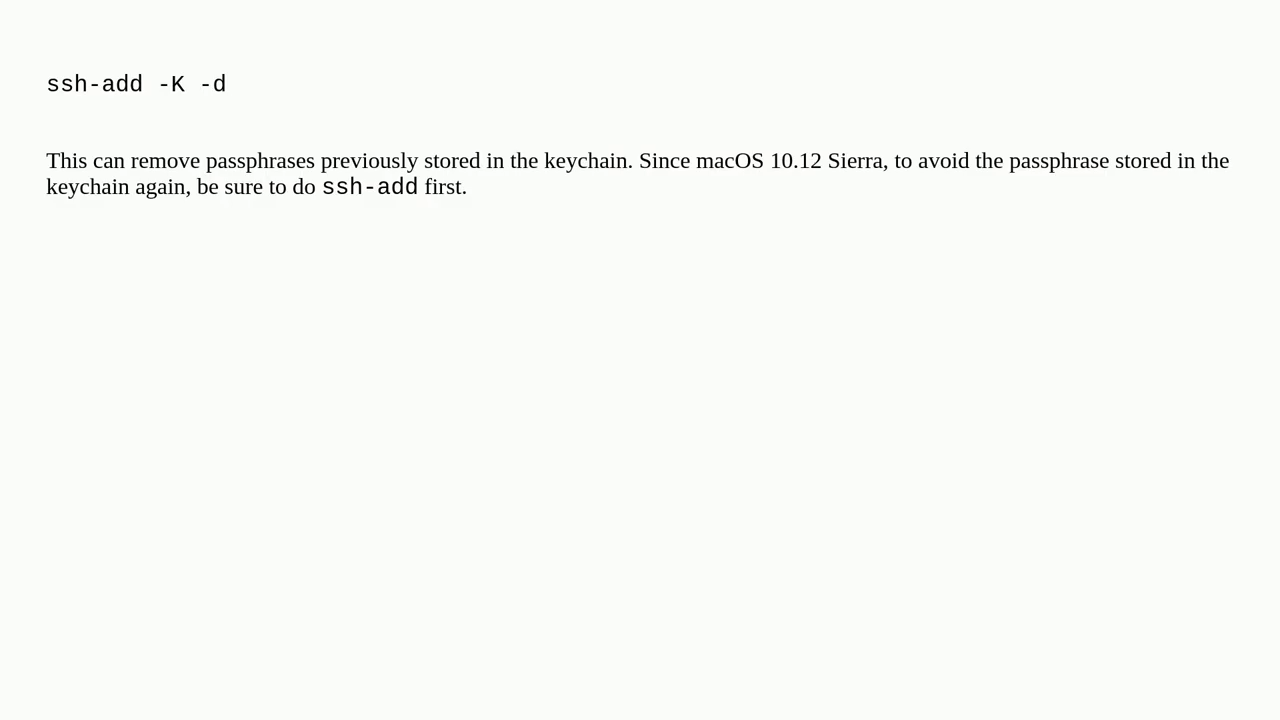 ssh-add -K -d
This can remove passphrases previously stored in the keychain. Since macOS 10.12 Sierra, to avoid the passphrase stored in the
keychain again, be sure to do ssh-add first.